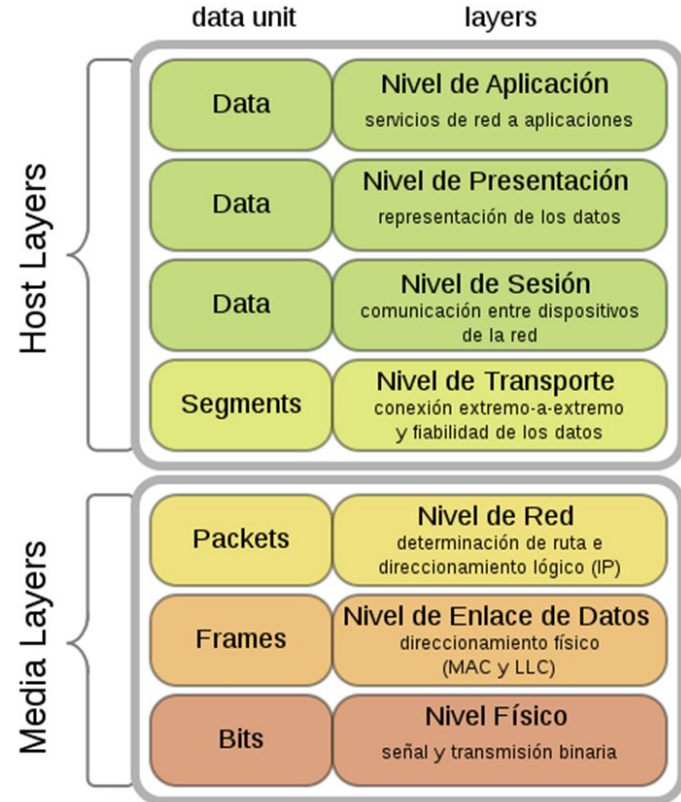 data unit layers
Host Layers
Data
Nivel de Aplicación
servicios de red a aplicaciones
Data
Nivel de Presentación
representación de los datos
Data
Nivel de Sesión
comunicación entre dispositivos
de la red
Segments
Nivel de Transporte
conexión extremo-a-extremo
y fiabilidad de los datos
Media Layers
Packets
Nivel de Red
determinación de ruta e
direccionamiento lógico (IP)
Frames
Nivel de Enlace de Datos
direccionamiento físico
(MAC y LLC)
Bits
Nivel Físico
señal y transmisión binaria